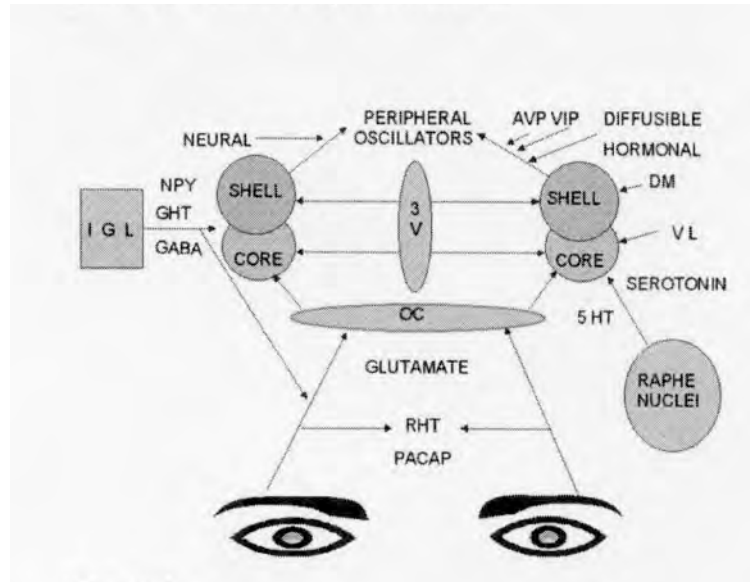 PERIPHERAL
OSCILLATORS
AVP VIP
DIFFUSIBLE
NEURAL
HORMONAL
NPY
SHELL
3
V
SHELL
DM
I G L
GHT
GABA
CORE
CORE
V L
SEROTONIN
OC
5 HT
GLUTAMATE
RAPHE
NUCLEI
RHT
PACAP